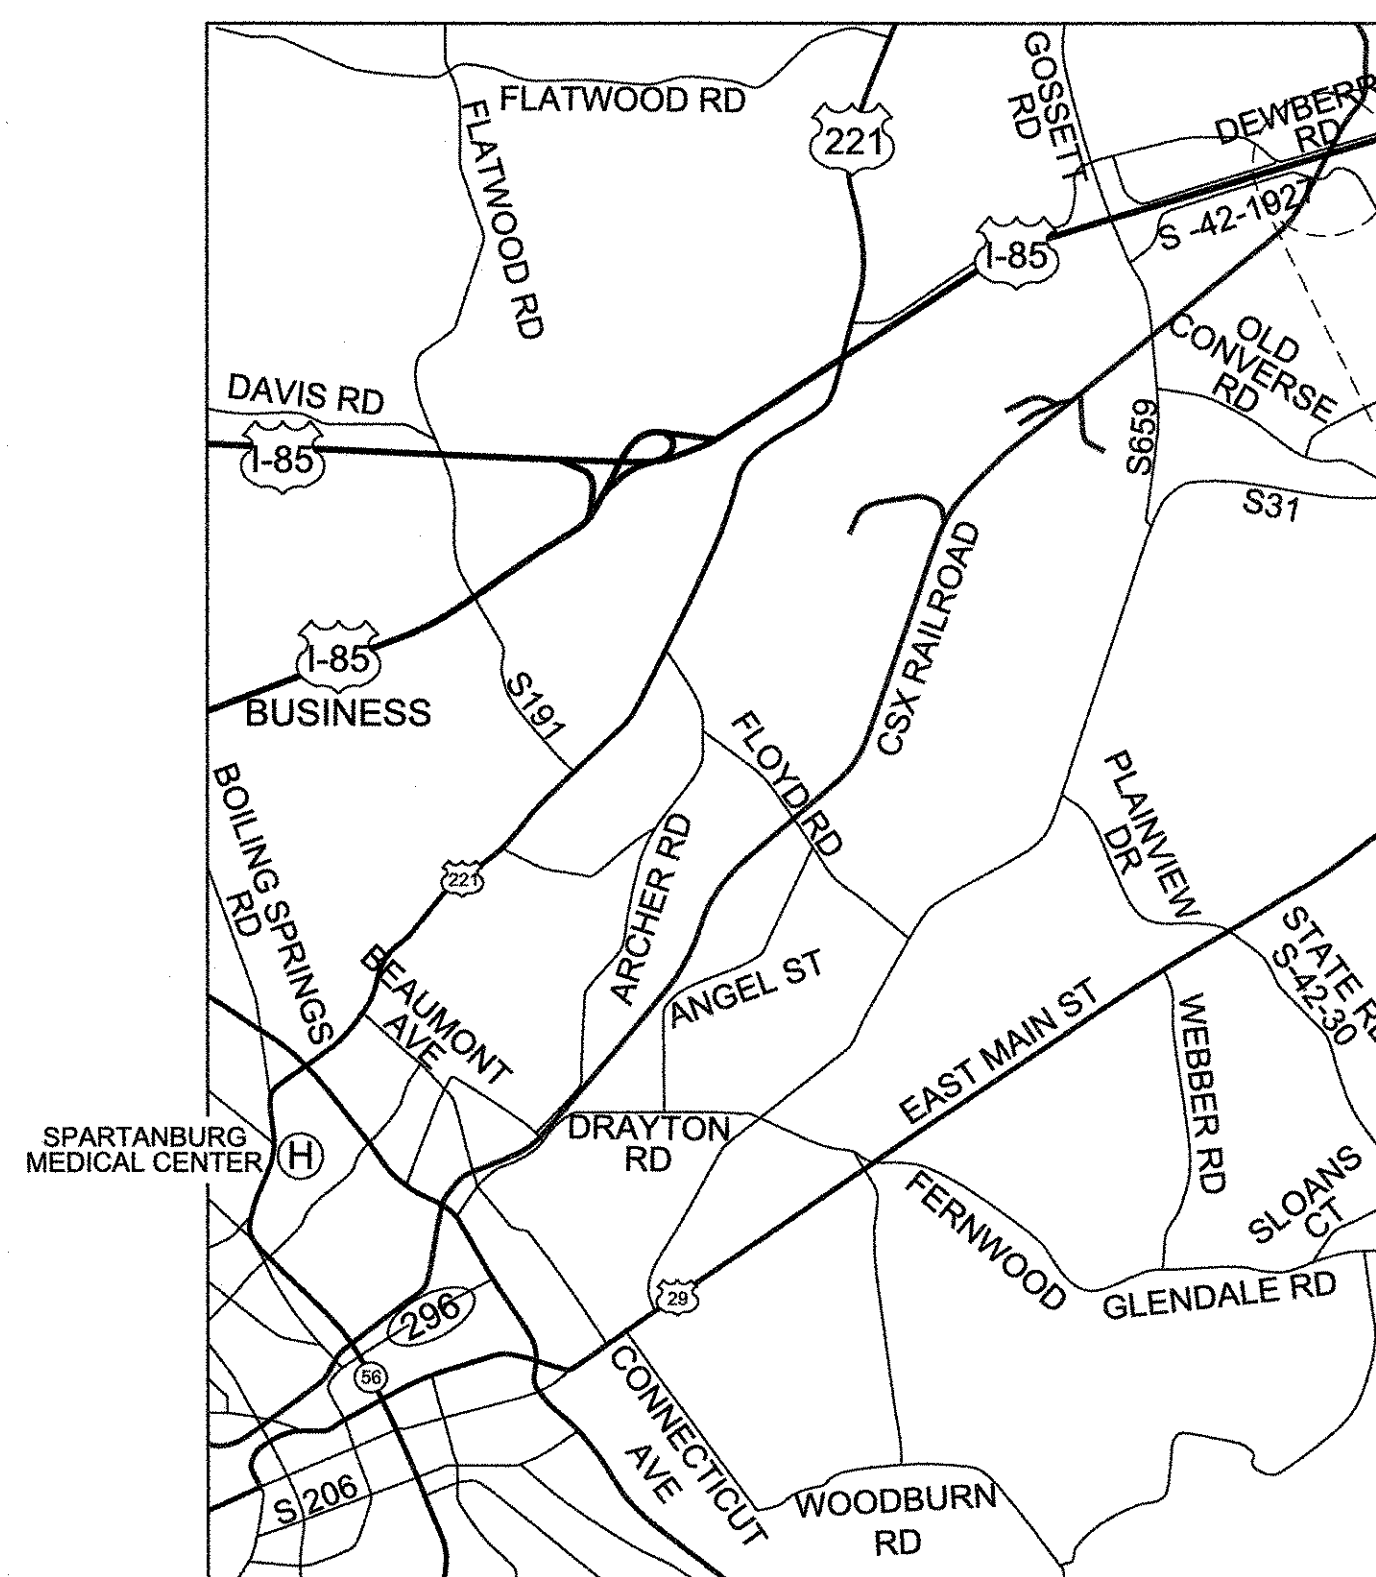 FLATWOOD RD
FLATWOOD RD
221
GOSSETT
RD
RD
S -42-1927
I-85
OLD
CONVERSE
RD
DAVIS RD
I-85
S659
S31
CSX RAILROAD
I-85
BUSINESS
S191
FLOYD RD
PLAINVIEW
DR
BOILING SPRINGS
RD
221
ARCHER RD
BEAUMONT
AVE
ANGEL ST
STATE
S-42-30
EAST MAIN ST
WEBBER RD
SPARTANBURG
MEDICAL CENTER
H
DRAYTON
RD
FERNWOOD
SLOANS
CT
GLENDALE RD
29
296
56
CONNECTICUT
AVE
S 206
WOODBURN
RD